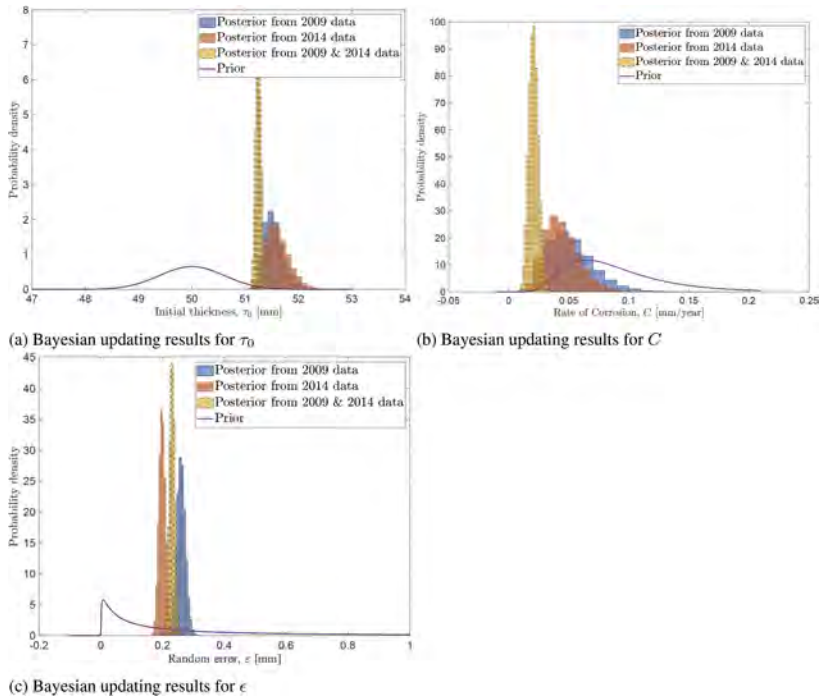 8
7
6
5
4
3
2
1
0
Probability density
Posterior from 2009 data
Posterior from 2014 data
Posterior from 2009 & 2014 data
Prior
47 48 49 50 51 52 53 54
Initial thickness, τ₀ [mm]
(a) Bayesian updating results for τ₀
100
90
80
70
60
50
40
30
20
10
0
Probability density
Posterior from 2009 data
Posterior from 2014 data
Posterior from 2009 & 2014 data
Prior
-0.05 0 0.05 0.1 0.15 0.2 0.25
Rate of Corrosion, C [mm/year]
(b) Bayesian updating results for C
45
40
35
30
25
20
15
10
5
0
Probability density
Posterior from 2009 data
Posterior from 2014 data
Posterior from 2009 & 2014 data
Prior
-0.2 0 0.2 0.4 0.6 0.8 1
Random error, ε [mm]
(c) Bayesian updating results for ϵ